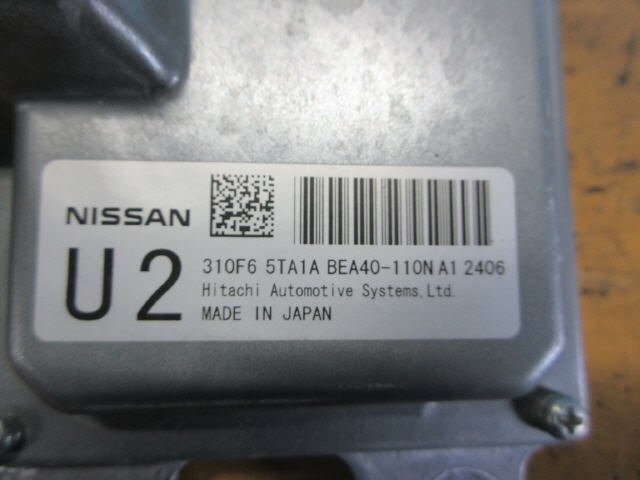 NISSAN
U2
310F6 5TA1A BEA40-110N A1 2406
Hitachi Automotive Systems, Ltd.
MADE IN JAPAN